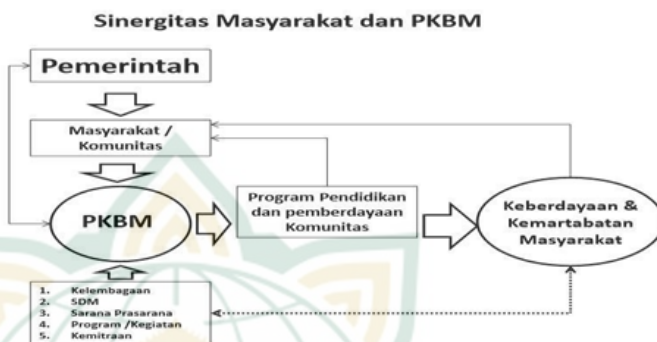 Sinergitas Masyarakat dan PKBM
Pemerintah
Masyarakat /
Komunitas
PKBM
Program Pendidikan
dan pemberdayaan
Komunitas
Keberdayaan &
Kemartabatan
Masyarakat
1. Kelembagaan
2. SDM
3. Sarana Prasarana
4. Program /Kegiatan
5. Kemitraan